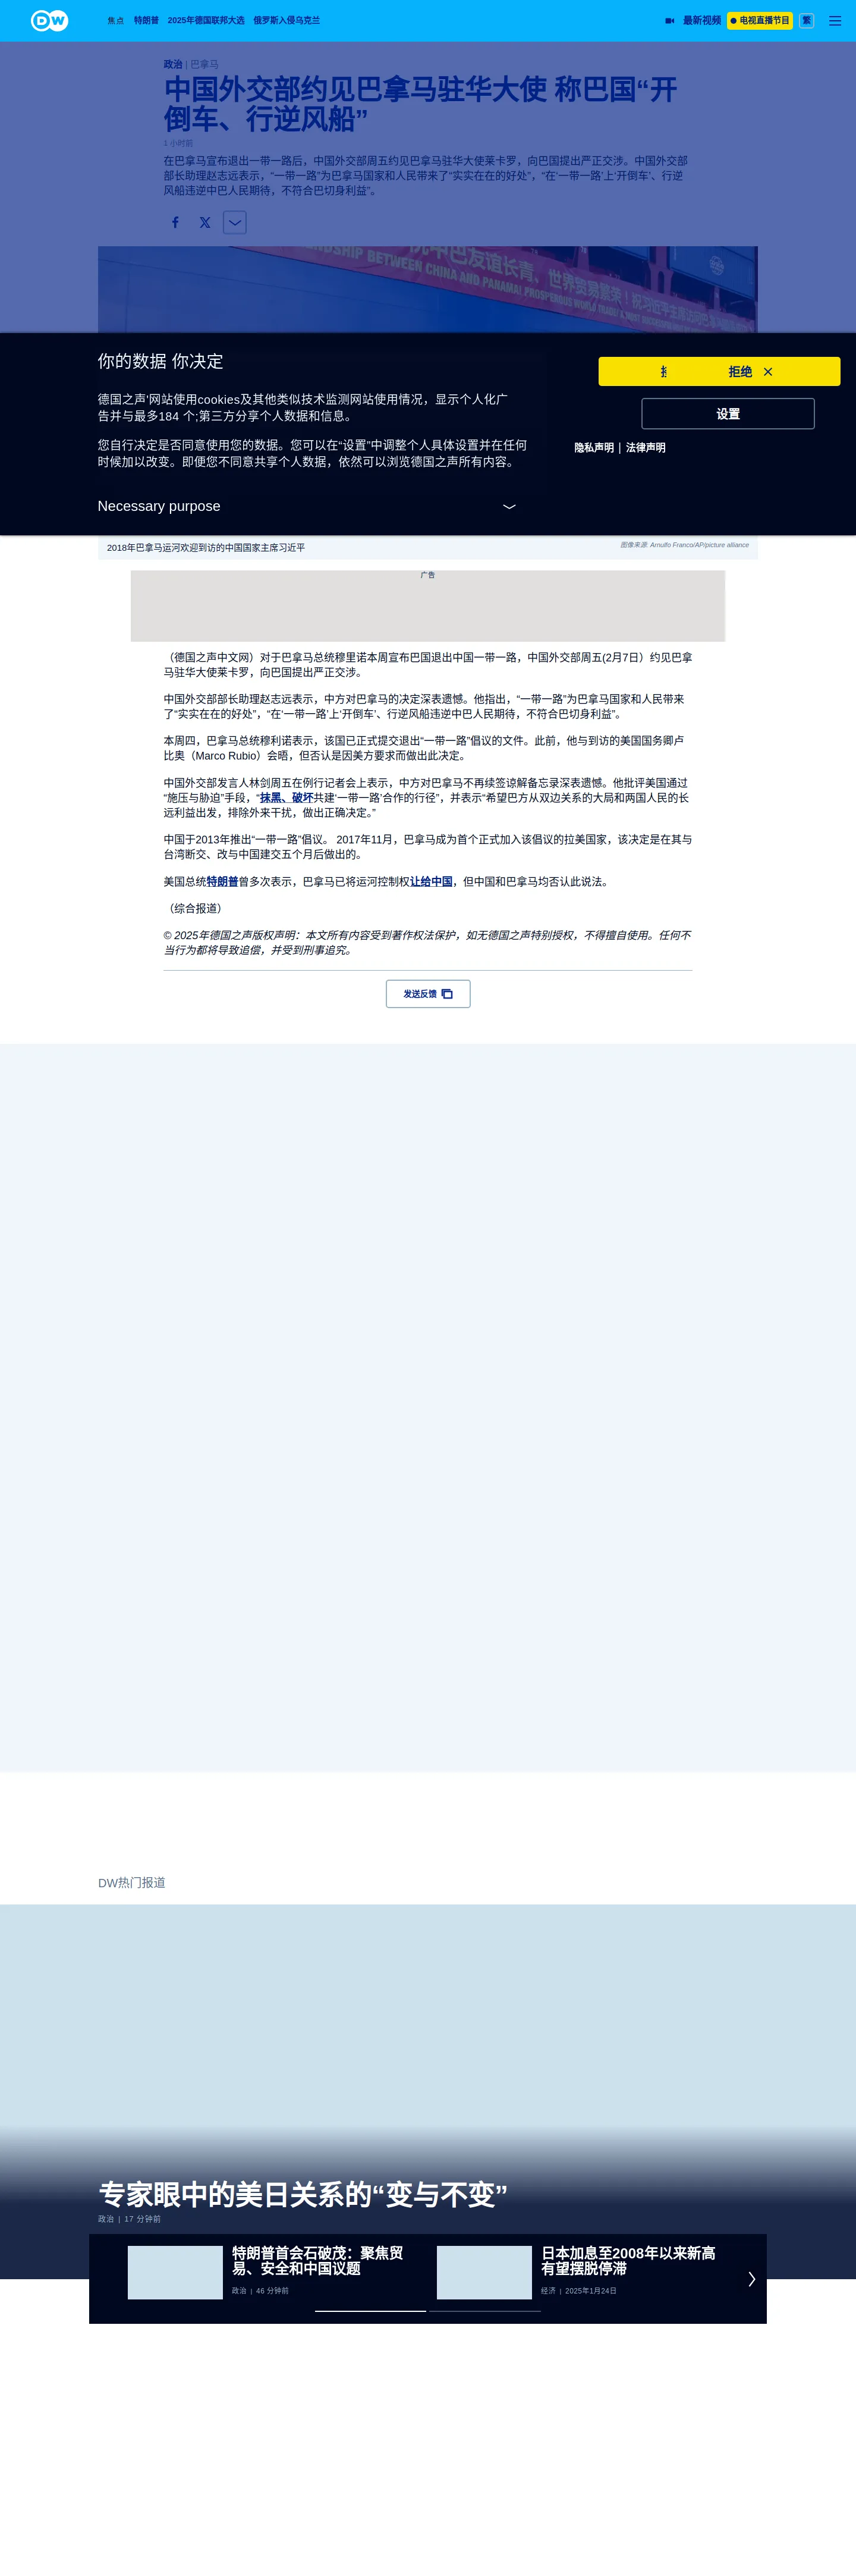 DW 焦点 特朗普 2025年德国联邦大选 俄罗斯入侵乌克兰 最新视频 电视直播节目 繁
政治 | 巴拿马
中国外交部约见巴拿马驻华大使 称巴国“开
倒车、行逆风船”
1 小时前
在巴拿马宣布退出一带一路后，中国外交部周五约见巴拿马驻华大使莱卡罗，向巴国提出严正交涉。中国外交部
部长助理赵志远表示，“一带一路”为巴拿马国家和人民带来了“实实在在的好处”，“在‘一带一路’上‘开倒车’、行逆
风船违逆中巴人民期待，不符合巴切身利益”。
你的数据 你决定
拒绝
德国之声'网站使用cookies及其他类似技术监测网站使用情况，显示个人化广
告并与最多184 个;第三方分享个人数据和信息。
设置
您自行决定是否同意使用您的数据。您可以在“设置”中调整个人具体设置并在任何
时候加以改变。即便您不同意共享个人数据，依然可以浏览德国之声所有内容。
隐私声明 | 法律声明
Necessary purpose
2018年巴拿马运河欢迎到访的中国国家主席习近平
图像来源: Arnulfo Franco/AP/picture alliance
广告
（德国之声中文网）对于巴拿马总统穆里诺本周宣布巴国退出中国一带一路，中国外交部周五(2月7日）约见巴拿
马驻华大使莱卡罗，向巴国提出严正交涉。
中国外交部部长助理赵志远表示，中方对巴拿马的决定深表遗憾。他指出，“一带一路”为巴拿马国家和人民带来
了“实实在在的好处”，“在‘一带一路’上‘开倒车’、行逆风船违逆中巴人民期待，不符合巴切身利益”。
本周四，巴拿马总统穆利诺表示，该国已正式提交退出“一带一路”倡议的文件。此前，他与到访的美国国务卿卢
比奥（Marco Rubio）会晤，但否认是因美方要求而做出此决定。
中国外交部发言人林剑周五在例行记者会上表示，中方对巴拿马不再续签谅解备忘录深表遗憾。他批评美国通过
“施压与胁迫”手段，“抹黑、破坏共建‘一带一路’合作的行径”，并表示“希望巴方从双边关系的大局和两国人民的长
远利益出发，排除外来干扰，做出正确决定。”
中国于2013年推出“一带一路”倡议。 2017年11月，巴拿马成为首个正式加入该倡议的拉美国家，该决定是在其与
台湾断交、改与中国建交五个月后做出的。
美国总统特朗普曾多次表示，巴拿马已将运河控制权让给中国，但中国和巴拿马均否认此说法。
（综合报道）
© 2025年德国之声版权声明：本文所有内容受到著作权法保护，如无德国之声特别授权，不得擅自使用。任何不
当行为都将导致追偿，并受到刑事追究。
发送反馈
DW热门报道
专家眼中的美日关系的“变与不变”
政治 | 17 分钟前
特朗普首会石破茂：聚焦贸
易、安全和中国议题
政治 | 46 分钟前
日本加息至2008年以来新高
有望摆脱停滞
经济 | 2025年1月24日